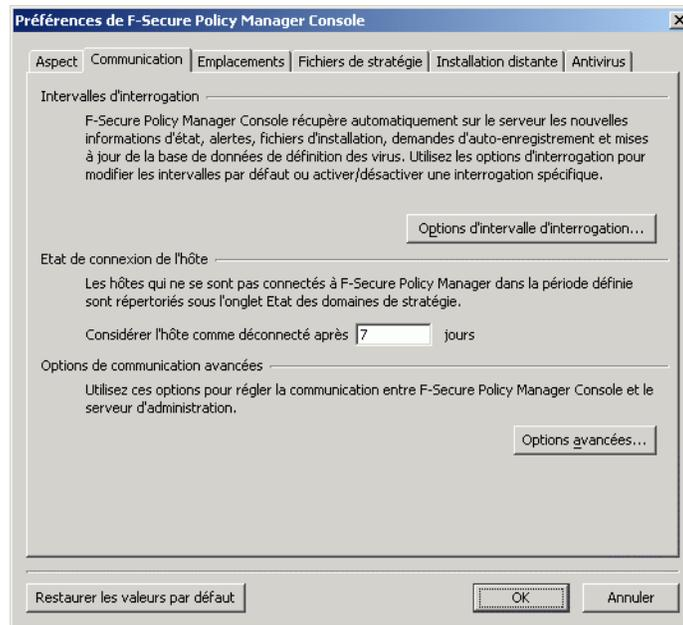 Préférences de F-Secure Policy Manager Console
Aspect Communication Emplacements Fichiers de stratégie Installation distante Antivirus
Intervalles d'interrogation
F-Secure Policy Manager Console récupère automatiquement sur le serveur les nouvelles
informations d'état, alertes, fichiers d'installation, demandes d'auto-enregistrement et mises
à jour de la base de données de définition des virus. Utilisez les options d'interrogation pour
modifier les intervalles par défaut ou activer/désactiver une interrogation spécifique.
Options d'intervalle d'interrogation...
Etat de connexion de l'hôte
Les hôtes qui ne se sont pas connectés à F-Secure Policy Manager dans la période définie
sont répertoriés sous l'onglet Etat des domaines de stratégie.
Considérer l'hôte comme déconnecté après 7 jours
Options de communication avancées
Utilisez ces options pour régler la communication entre F-Secure Policy Manager Console et le
serveur d'administration.
Options avancées...
Restaurer les valeurs par défaut OK Annuler